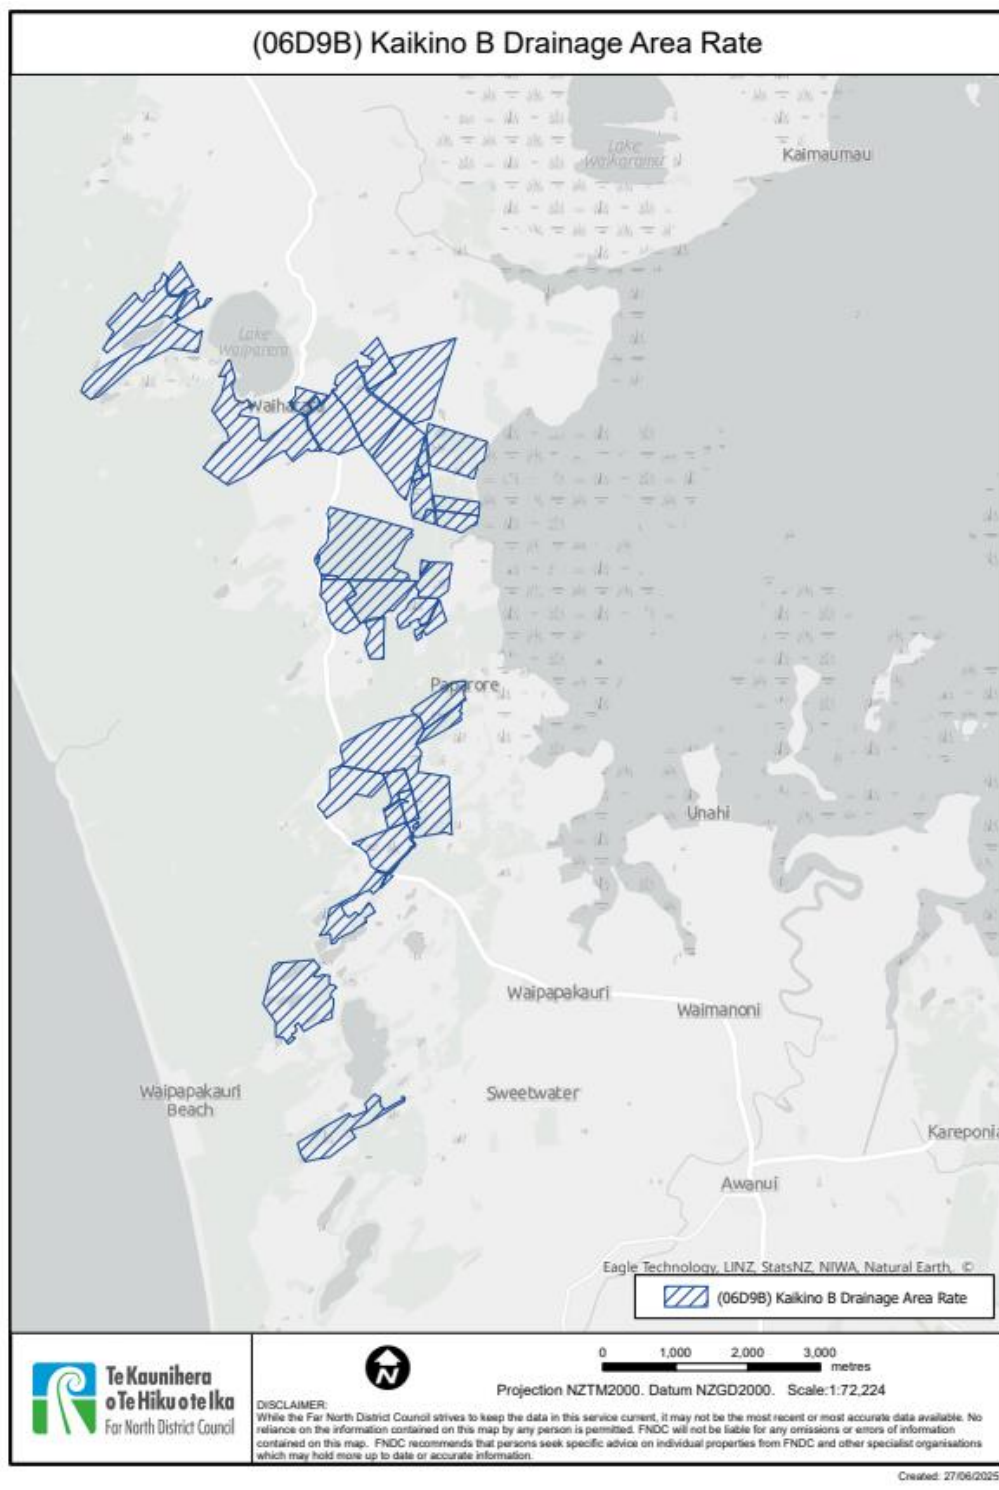 (06D9B) Kaikino B Drainage Area Rate
Lake
Waikaramu
Kaimaumau
Lake
Waiparera
Waiharara
Paparore
Unahi
Waipapakauri
Waimanoni
Waipapakauri
Beach
Sweetwater
Kareponia
Awanui
Eagle Technology, LINZ, StatsNZ, NIWA, Natural Earth, ©
(06D9B) Kaikino B Drainage Area Rate
Te Kaunihera
o Te Hiku o te Ika
Far North District Council
N
0 1,000 2,000 3,000
metres
Projection NZTM2000. Datum NZGD2000. Scale:1:72,224
DISCLAIMER:
While the Far North District Council strives to keep the data in this service current, it may not be the most recent or most accurate data available. No
reliance on the information contained on this map by any person is permitted. FNDC will not be liable for any omissions or errors of information
contained on this map. FNDC recommends that persons seek specific advice on individual properties from FNDC and other specialist organisations
which may hold more up to date or accurate information.
Created: 27/06/2025